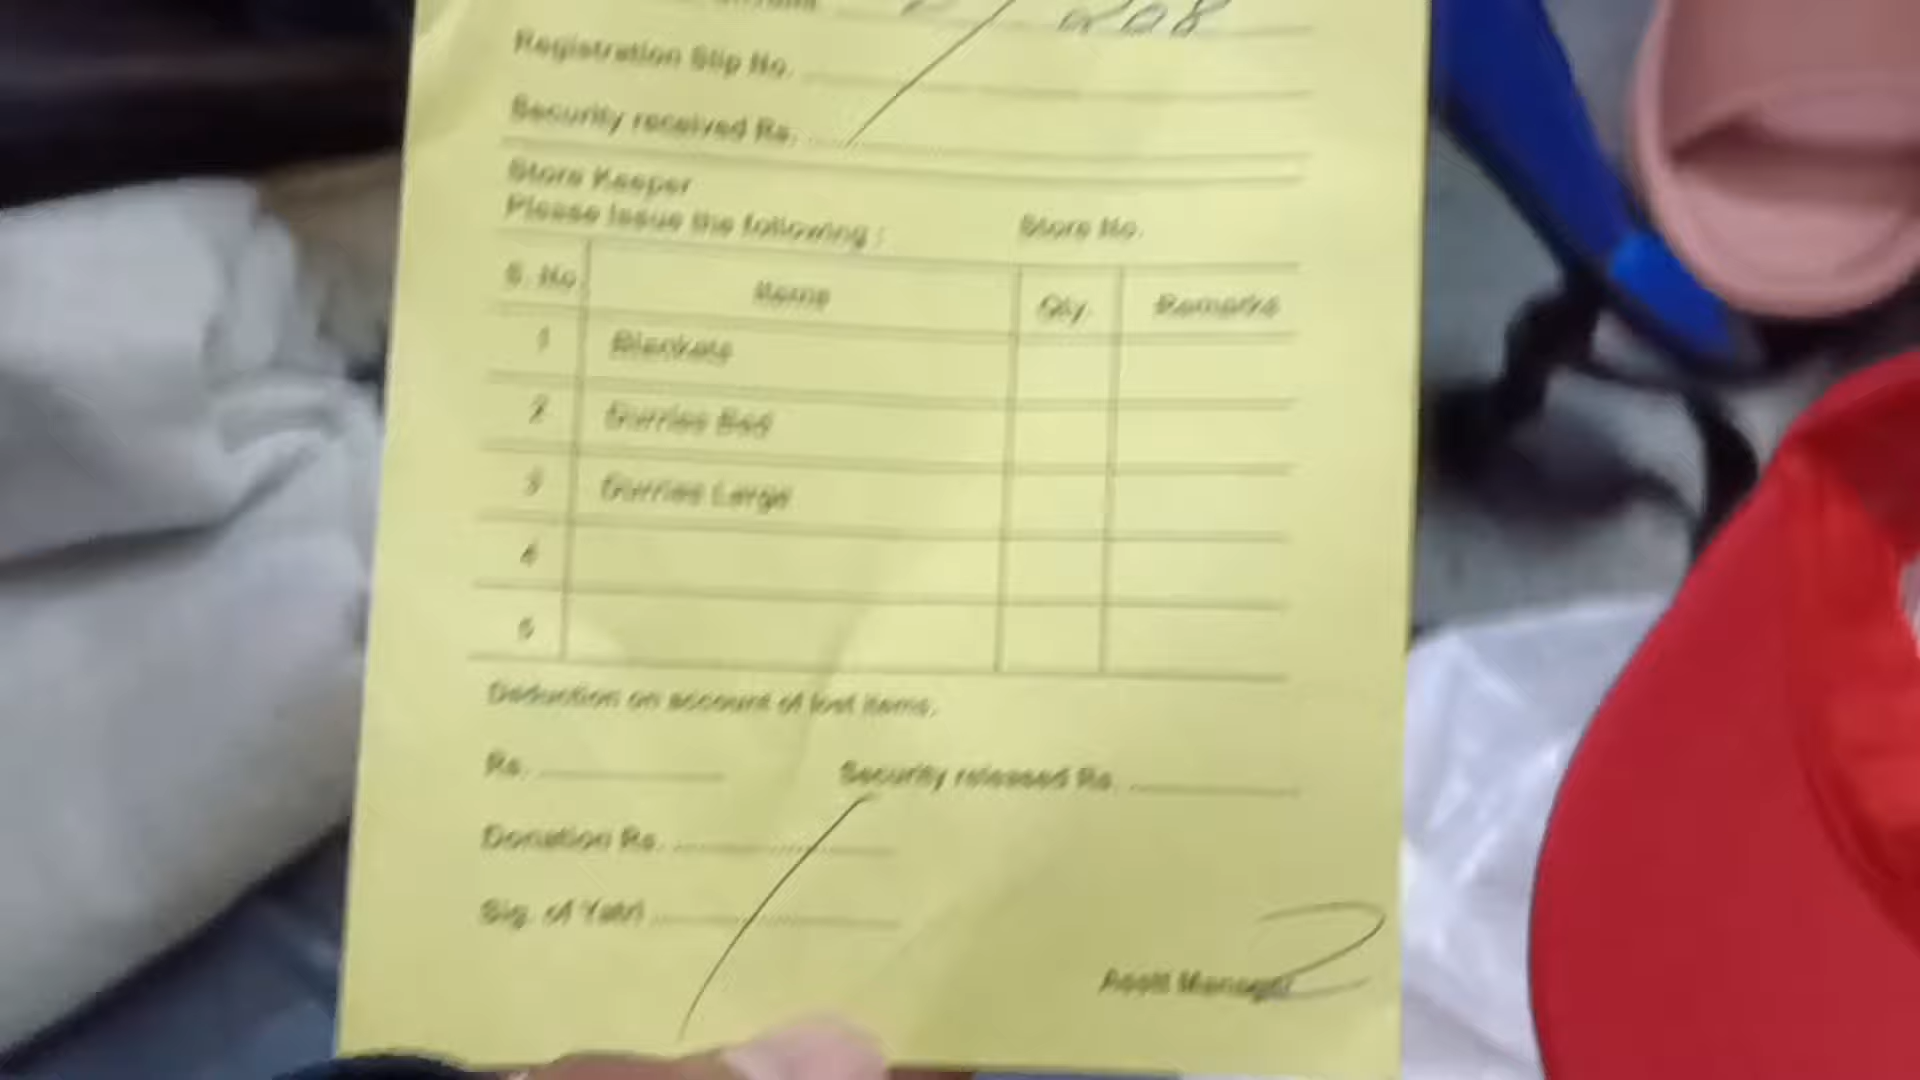 Registration Slip No.
Security received Rs.
Store Keeper
Please issue the following : Store No.
S. No. Items Qty. Remarks
1 Blankets
2 Durries Bed
3 Durries Large
4
5
Deduction on account of lost items.
Rs. Security released Rs.
Donation Rs.
Sig. of Yatri
Asstt Manager